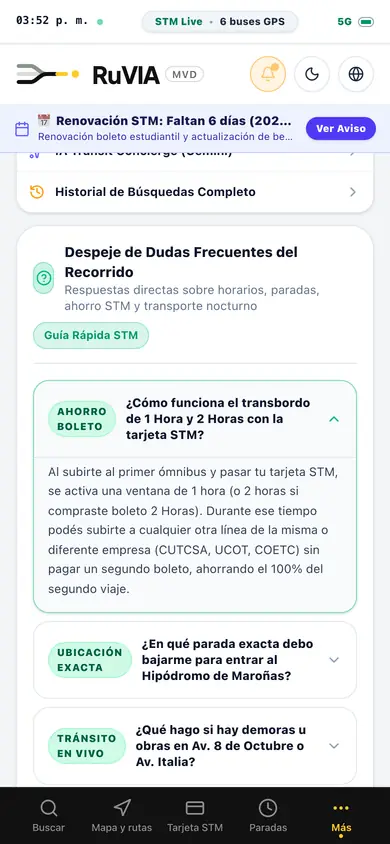 03:52 p. m.
STM Live • 6 buses GPS
5G
RuVIA
MVD
Renovación STM: Faltan 6 días (202...
Renovación boleto estudiantil y actualización de be...
Ver Aviso
IA Transit Concierge (Gemini)
Historial de Búsquedas Completo
Despeje de Dudas Frecuentes del
Recorrido
Respuestas directas sobre horarios, paradas,
ahorro STM y transporte nocturno
Guía Rápida STM
AHORRO
BOLETO
¿Cómo funciona el transbordo
de 1 Hora y 2 Horas con la
tarjeta STM?
Al subirte al primer ómnibus y pasar tu tarjeta STM,
se activa una ventana de 1 hora (o 2 horas si
compraste boleto 2 Horas). Durante ese tiempo
podés subirte a cualquier otra línea de la misma o
diferente empresa (CUTCSA, UCOT, COETC) sin
pagar un segundo boleto, ahorrando el 100% del
segundo viaje.
UBICACIÓN
EXACTA
¿En qué parada exacta debo
bajarme para entrar al
Hipódromo de Maroñas?
TRÁNSITO
EN VIVO
¿Qué hago si hay demoras u
obras en Av. 8 de Octubre o
Av. Italia?
Buscar
Mapa y rutas
Tarjeta STM
Paradas
Más